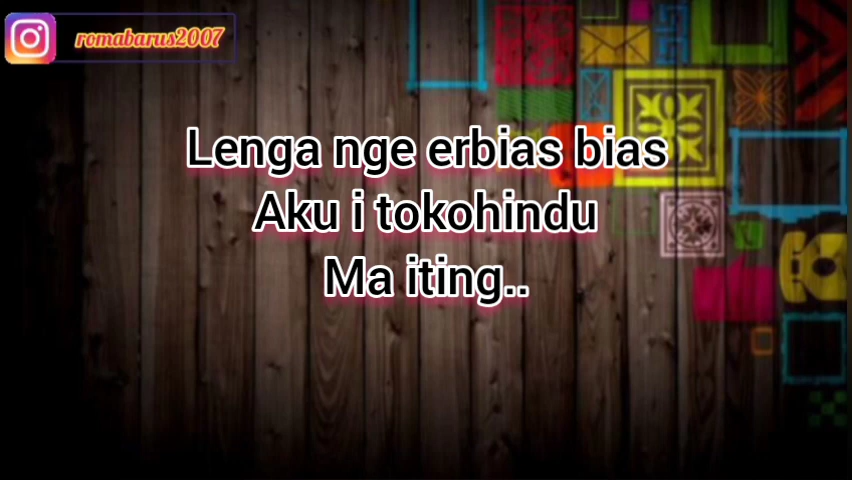 romabarus2007
Lenga nge erbias bias
Aku i tokohindu
Ma iting..